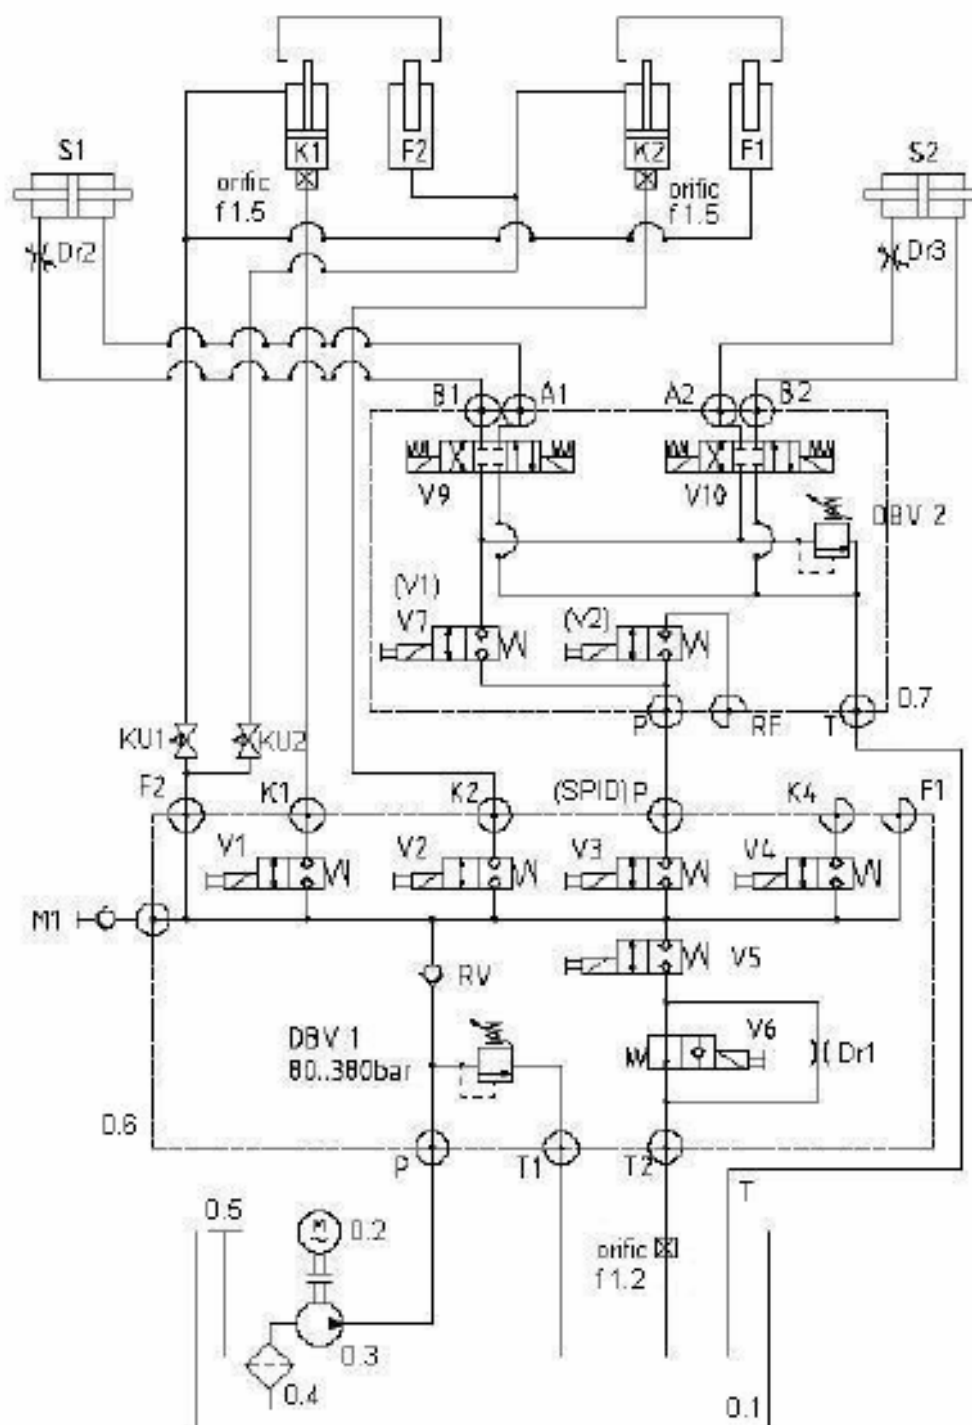 K1 F2 K2 F1
S1 S2
orific
f 1.5
orific
f 1.5
Dr2 Dr3
B1 A1 A2 B2
V9 V10 DBV 2
(V1)
V7 (V2)
P RF T 0.7
KU1 KU2
F2 K1 K2 (SPID)P K4 F1
V1 V2 V3 V4
M1
RV V5
DBV 1
80..380bar
V6
Dr1
0.6
P T1 T2 T
0.5
M
0.2
orific
f 1.2
0.3
0.4 0.1